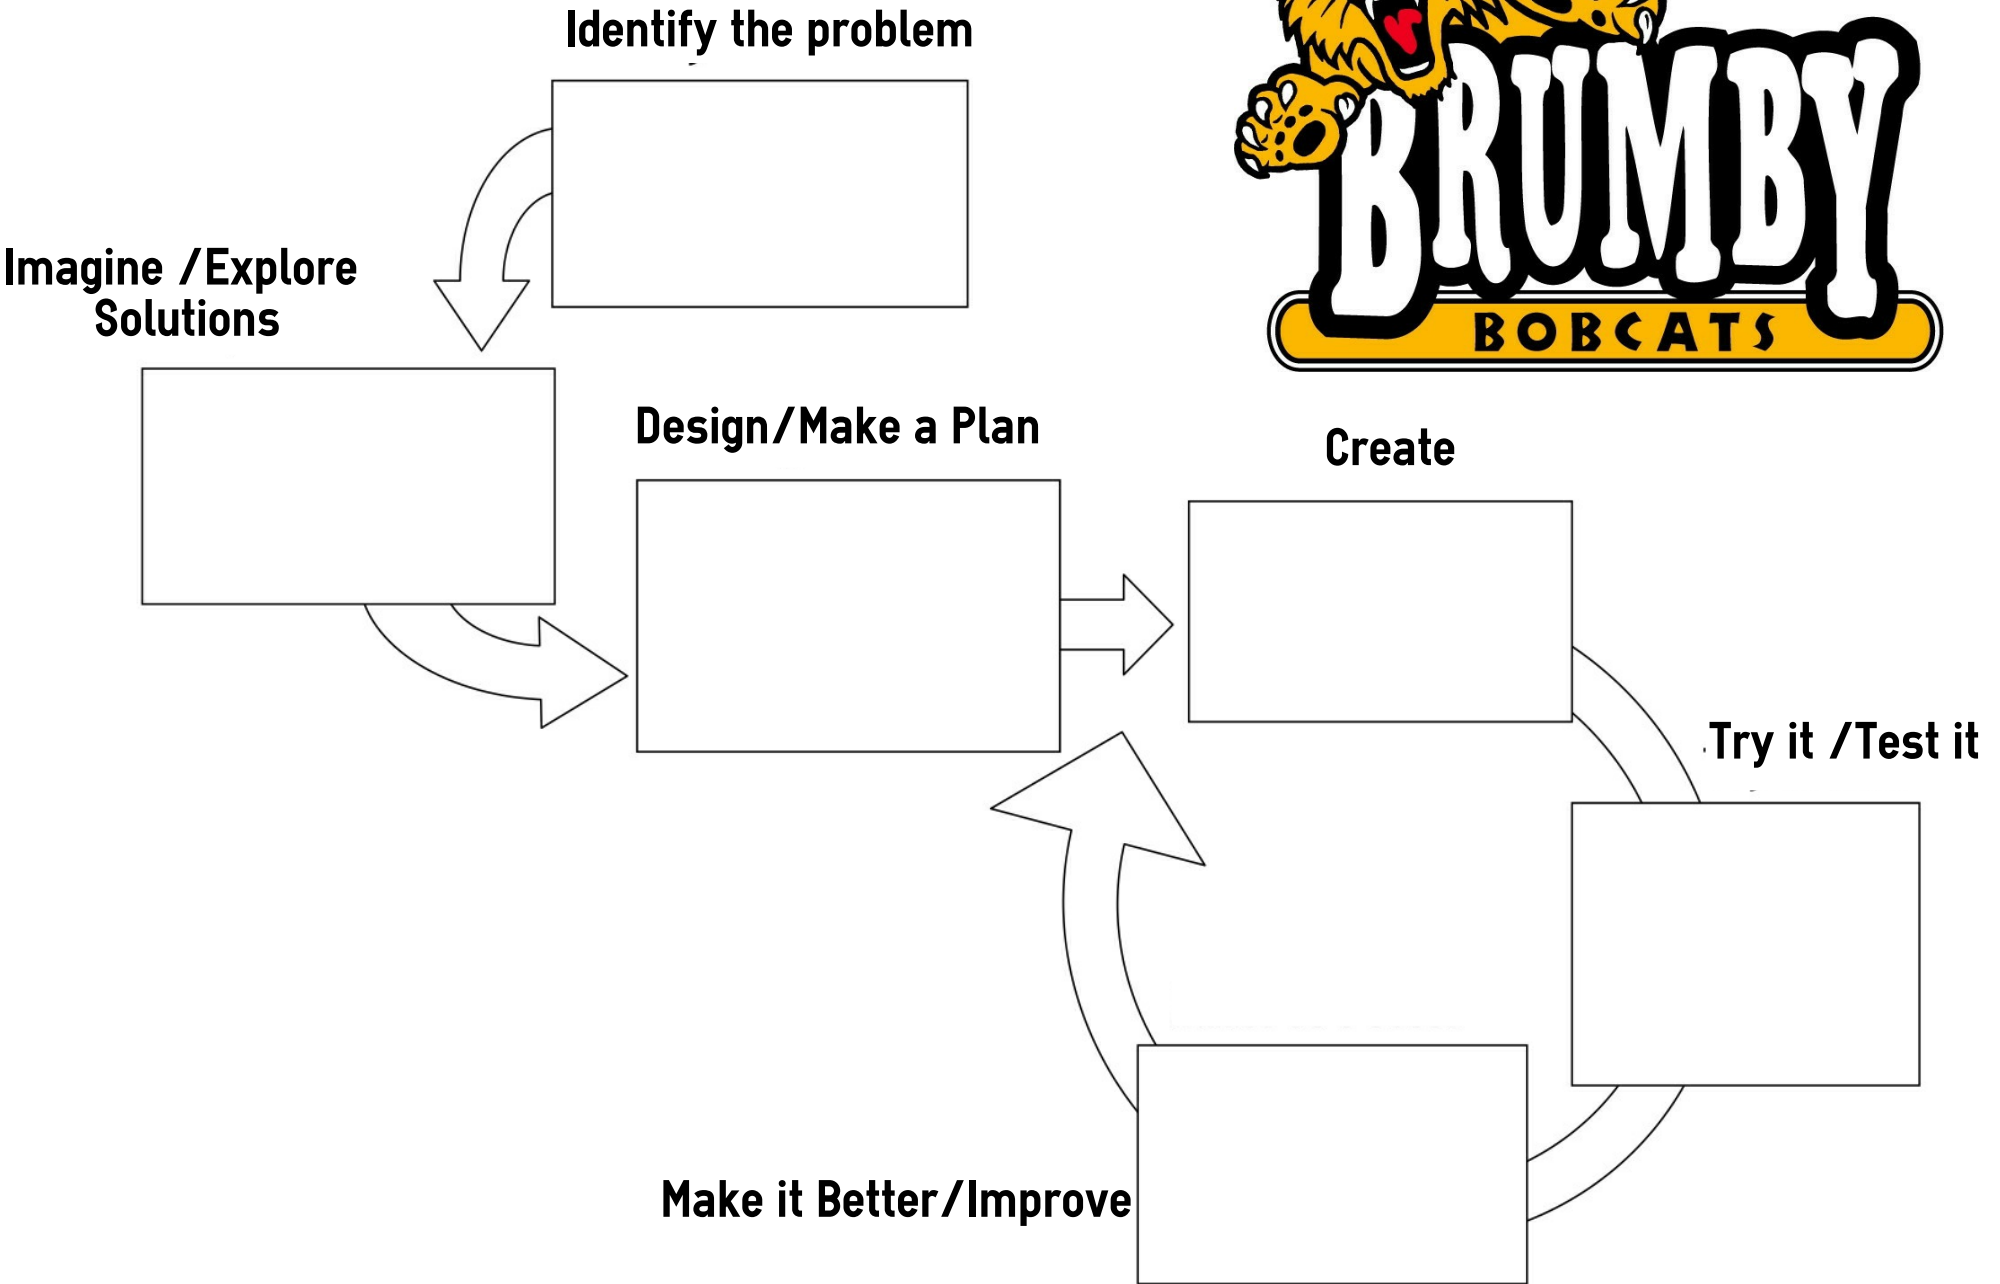 Identify the problem
BRUMBY
BOBCATS
Imagine /Explore
Solutions
Design/Make a Plan
Create
Try it /Test it
Make it Better/Improve